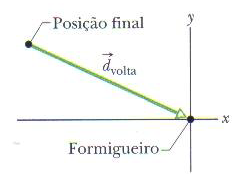 Posição final
y
d⃗volta
x
Formigueiro